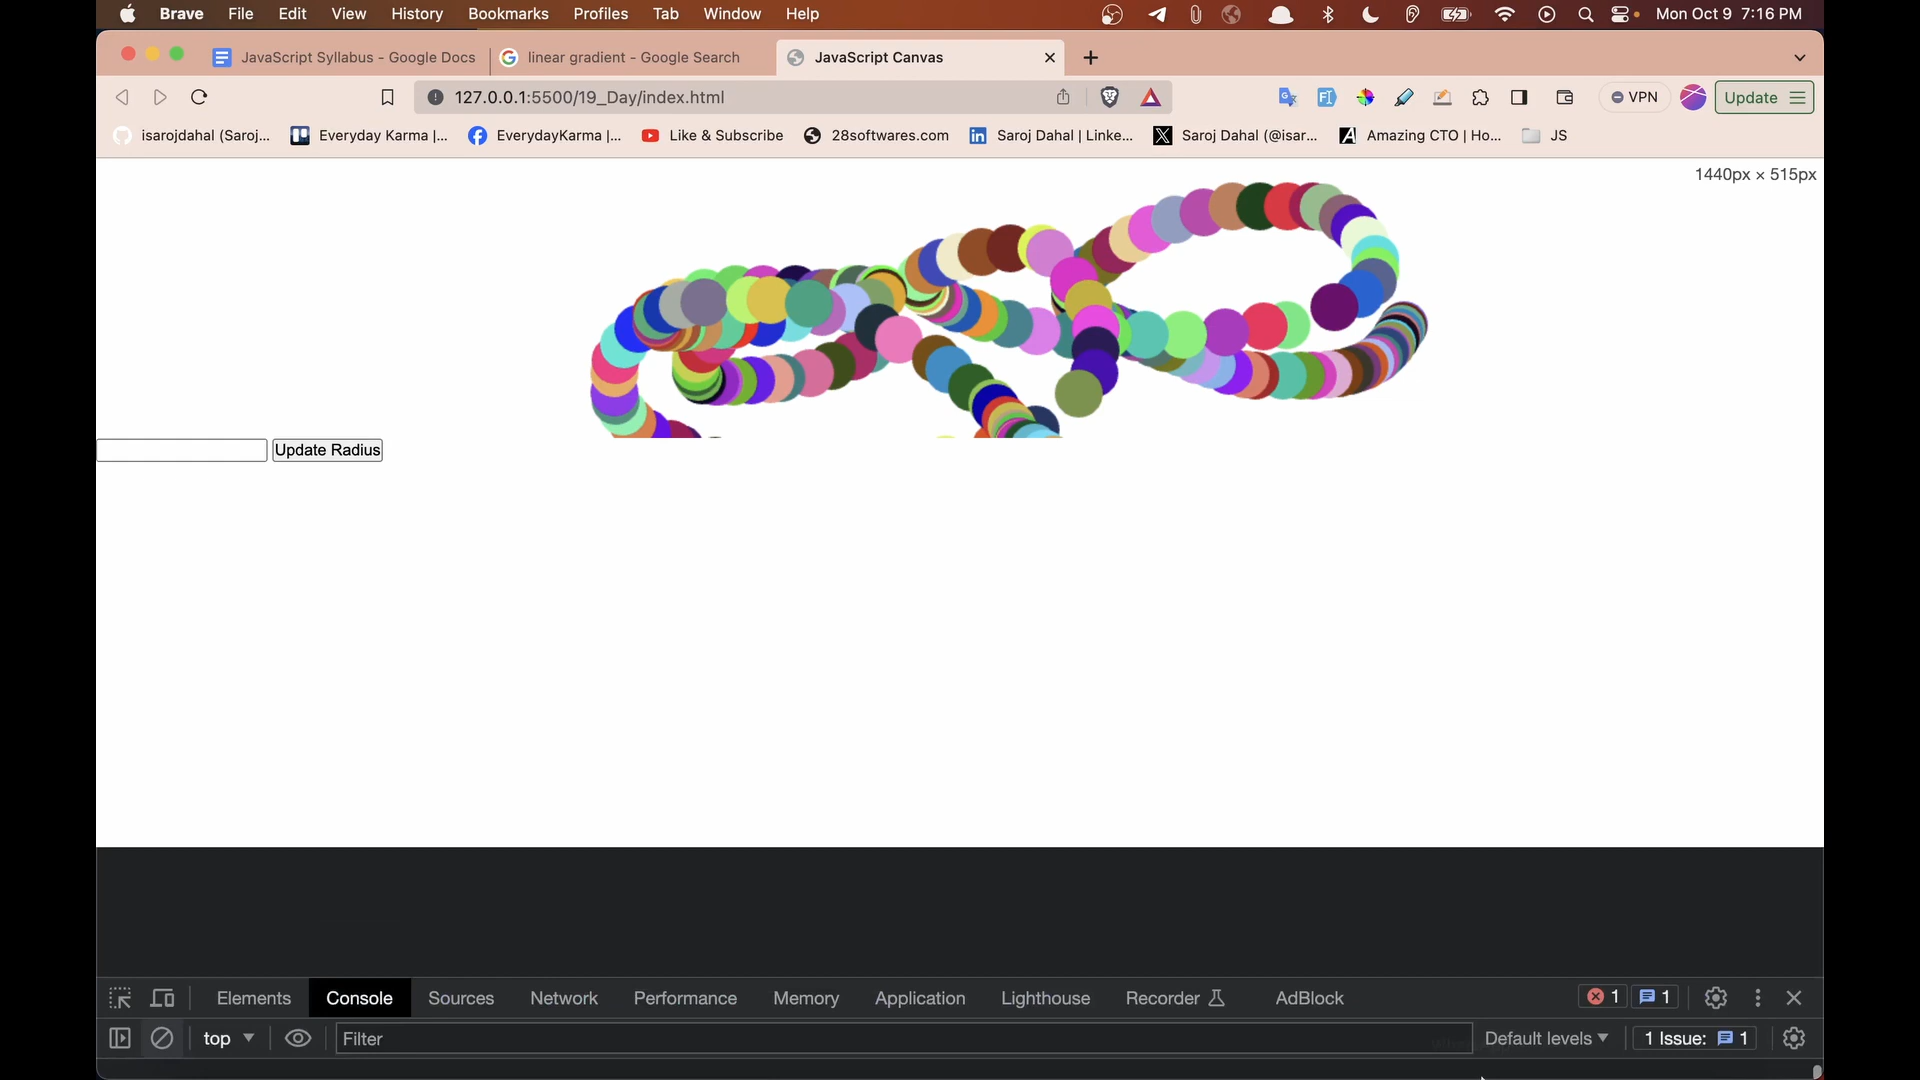 Brave File Edit View History Bookmarks Profiles Tab Window Help Mon Oct 9 7:16 PM
JavaScript Syllabus - Google Docs linear gradient - Google Search JavaScript Canvas
127.0.0.1:5500/19_Day/index.html VPN Update
isarojdahal (Saroj... Everyday Karma |... EverydayKarma |... Like & Subscribe 28softwares.com Saroj Dahal | Linke... Saroj Dahal (@isar... Amazing CTO | Ho... JS
1440px × 515px
Update Radius
Elements Console Sources Network Performance Memory Application Lighthouse Recorder AdBlock 1 1
top Filter Default levels 1 Issue: 1